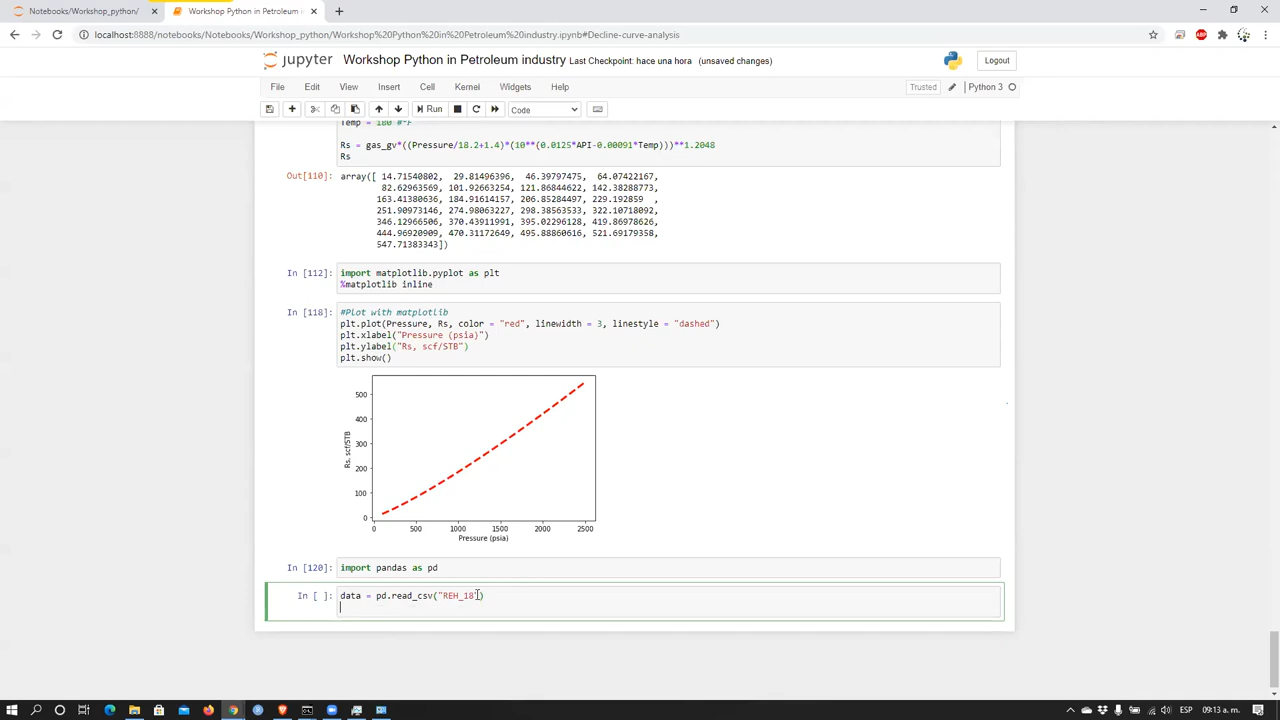 Notebooks/Workshop_python/
Workshop Python in Petroleum in
localhost:8888/notebooks/Notebooks/Workshop_python/Workshop%20Python%20in%20Petroleum%20industry.ipynb#Decline-curve-analysis
ABP
jupyter Workshop Python in Petroleum industry Last Checkpoint: hace una hora (unsaved changes) Logout
File Edit View Insert Cell Kernel Widgets Help Trusted Python 3
Run Code
Temp = 180 #°F
Rs = gas_gv*((Pressure/18.2+1.4)*(10**(0.0125*API-0.00091*Temp)))**1.2048
Rs
Out[110]: array([ 14.71540802, 29.81496396, 46.39797475, 64.07422167,
82.62963569, 101.92663254, 121.86844622, 142.38288773,
163.41380636, 184.91614157, 206.85284497, 229.192859 ,
251.90973146, 274.98063227, 298.38563533, 322.10718092,
346.12966506, 370.43911991, 395.02296128, 419.86978626,
444.96920909, 470.31172649, 495.88860616, 521.69179358,
547.71383343])
In [112]: import matplotlib.pyplot as plt
%matplotlib inline
In [118]: #Plot with matplotlib
plt.plot(Pressure, Rs, color = "red", linewidth = 3, linestyle = "dashed")
plt.xlabel("Pressure (psia)")
plt.ylabel("Rs, scf/STB")
plt.show()
500
400
300
200
100
0
Rs, scf/STB
0 500 1000 1500 2000 2500
Pressure (psia)
In [120]: import pandas as pd
In [ ]: data = pd.read_csv("REH_18")
ESP 09:13 a. m.